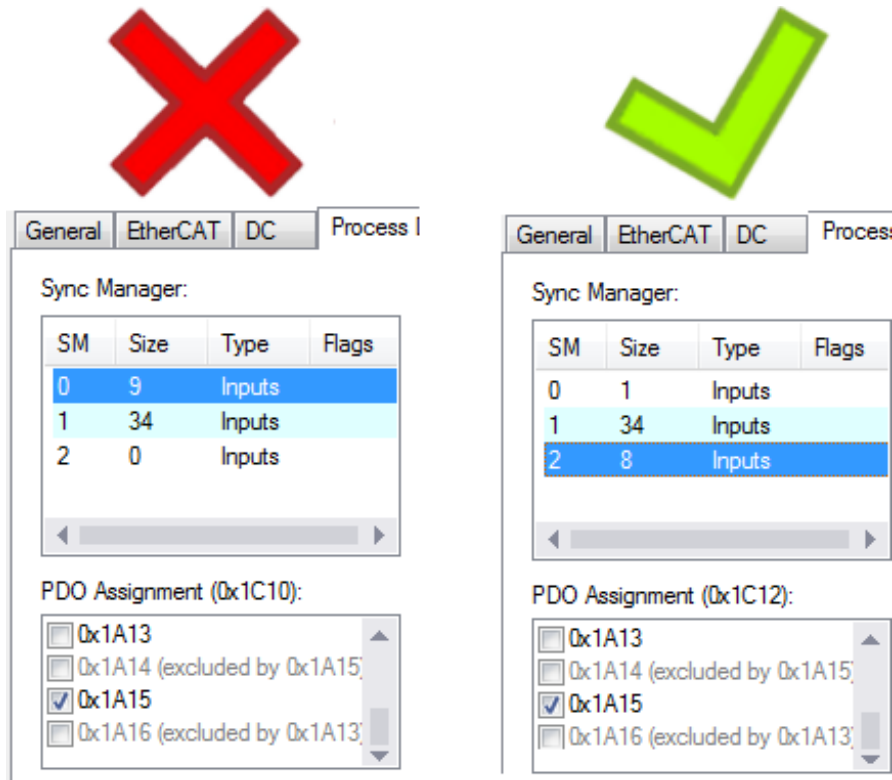 General EtherCAT DC Process
Sync Manager:
SM Size Type Flags
0 9 Inputs
1 34 Inputs
2 0 Inputs
PDO Assignment (0x1C10):
0x1A13
0x1A14 (excluded by 0x1A15)
0x1A15
0x1A16 (excluded by 0x1A13)
General EtherCAT DC Process
Sync Manager:
SM Size Type Flags
0 1 Inputs
1 34 Inputs
2 8 Inputs
PDO Assignment (0x1C12):
0x1A13
0x1A14 (excluded by 0x1A15)
0x1A15
0x1A16 (excluded by 0x1A13)